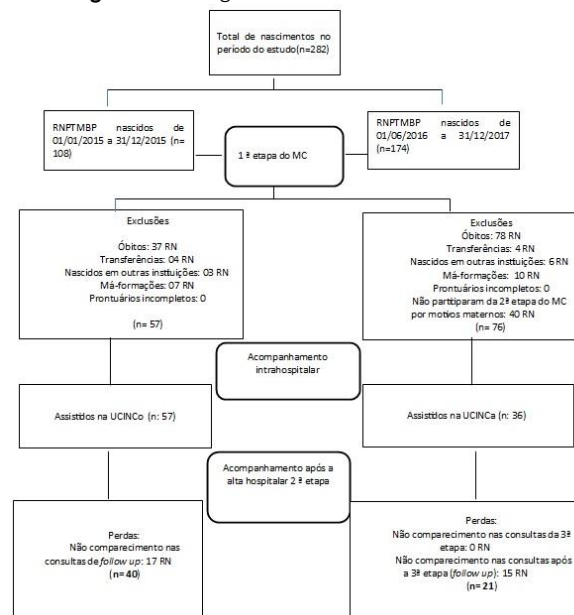 Total de nascimentos no
período do estudo(n=282)
RNPTMBP nascidos de
01/01/2015 a 31/12/2015 (n=
108)
RNPTMBP nascidos de
01/06/2016 a 31/12/2017
(n=174)
1ª etapa do MC
Exclusões
Óbitos: 37 RN
Transferências: 04 RN
Nascidos em outras instituições: 03 RN
Má-formações: 07 RN
Prontuários incompletos: 0
(n= 57)
Exclusões
Óbitos: 78 RN
Transferências: 4 RN
Nascidos em outras instituições: 6 RN
Má-formações: 10 RN
Prontuários incompletos: 0
Não partiparam da 2ª etapa do MC
por motivos maternos: 40 RN
(n= 76)
Acompanhamento
intrahospitalar
Assistidos na UCINCo (n: 57)
Assistidos na UCINCa (n: 36)
Acompanhamento após a
alta hospitalar 2ª etapa
Perdas:
Não comparecimento nas
consultas de follow up: 17 RN
(n=40)
Perdas:
Não comparecimento nas consultas da 3ª
etapa: 0 RN
Não comparecimento nas consultas após
a 3ª etapa (follow up): 15 RN
(n=21)